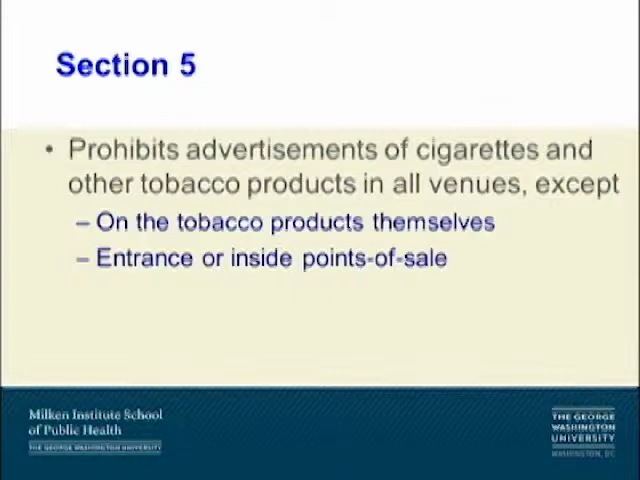 Section 5
• Prohibits advertisements of cigarettes and
other tobacco products in all venues, except
– On the tobacco products themselves
– Entrance or inside points-of-sale
Milken Institute School
of Public Health
THE GEORGE WASHINGTON UNIVERSITY
THE GEORGE
WASHINGTON
UNIVERSITY
WASHINGTON, DC